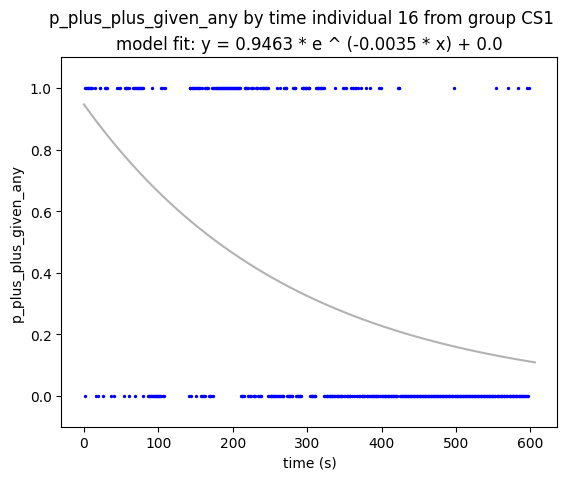 p_plus_plus_given_any by time individual 16 from group CS1
model fit: y = 0.9463 * e ^ (-0.0035 * x) + 0.0
1.0
0.8
0.6
0.4
0.2
0.0
p_plus_plus_given_any
0 100 200 300 400 500 600
time (s)